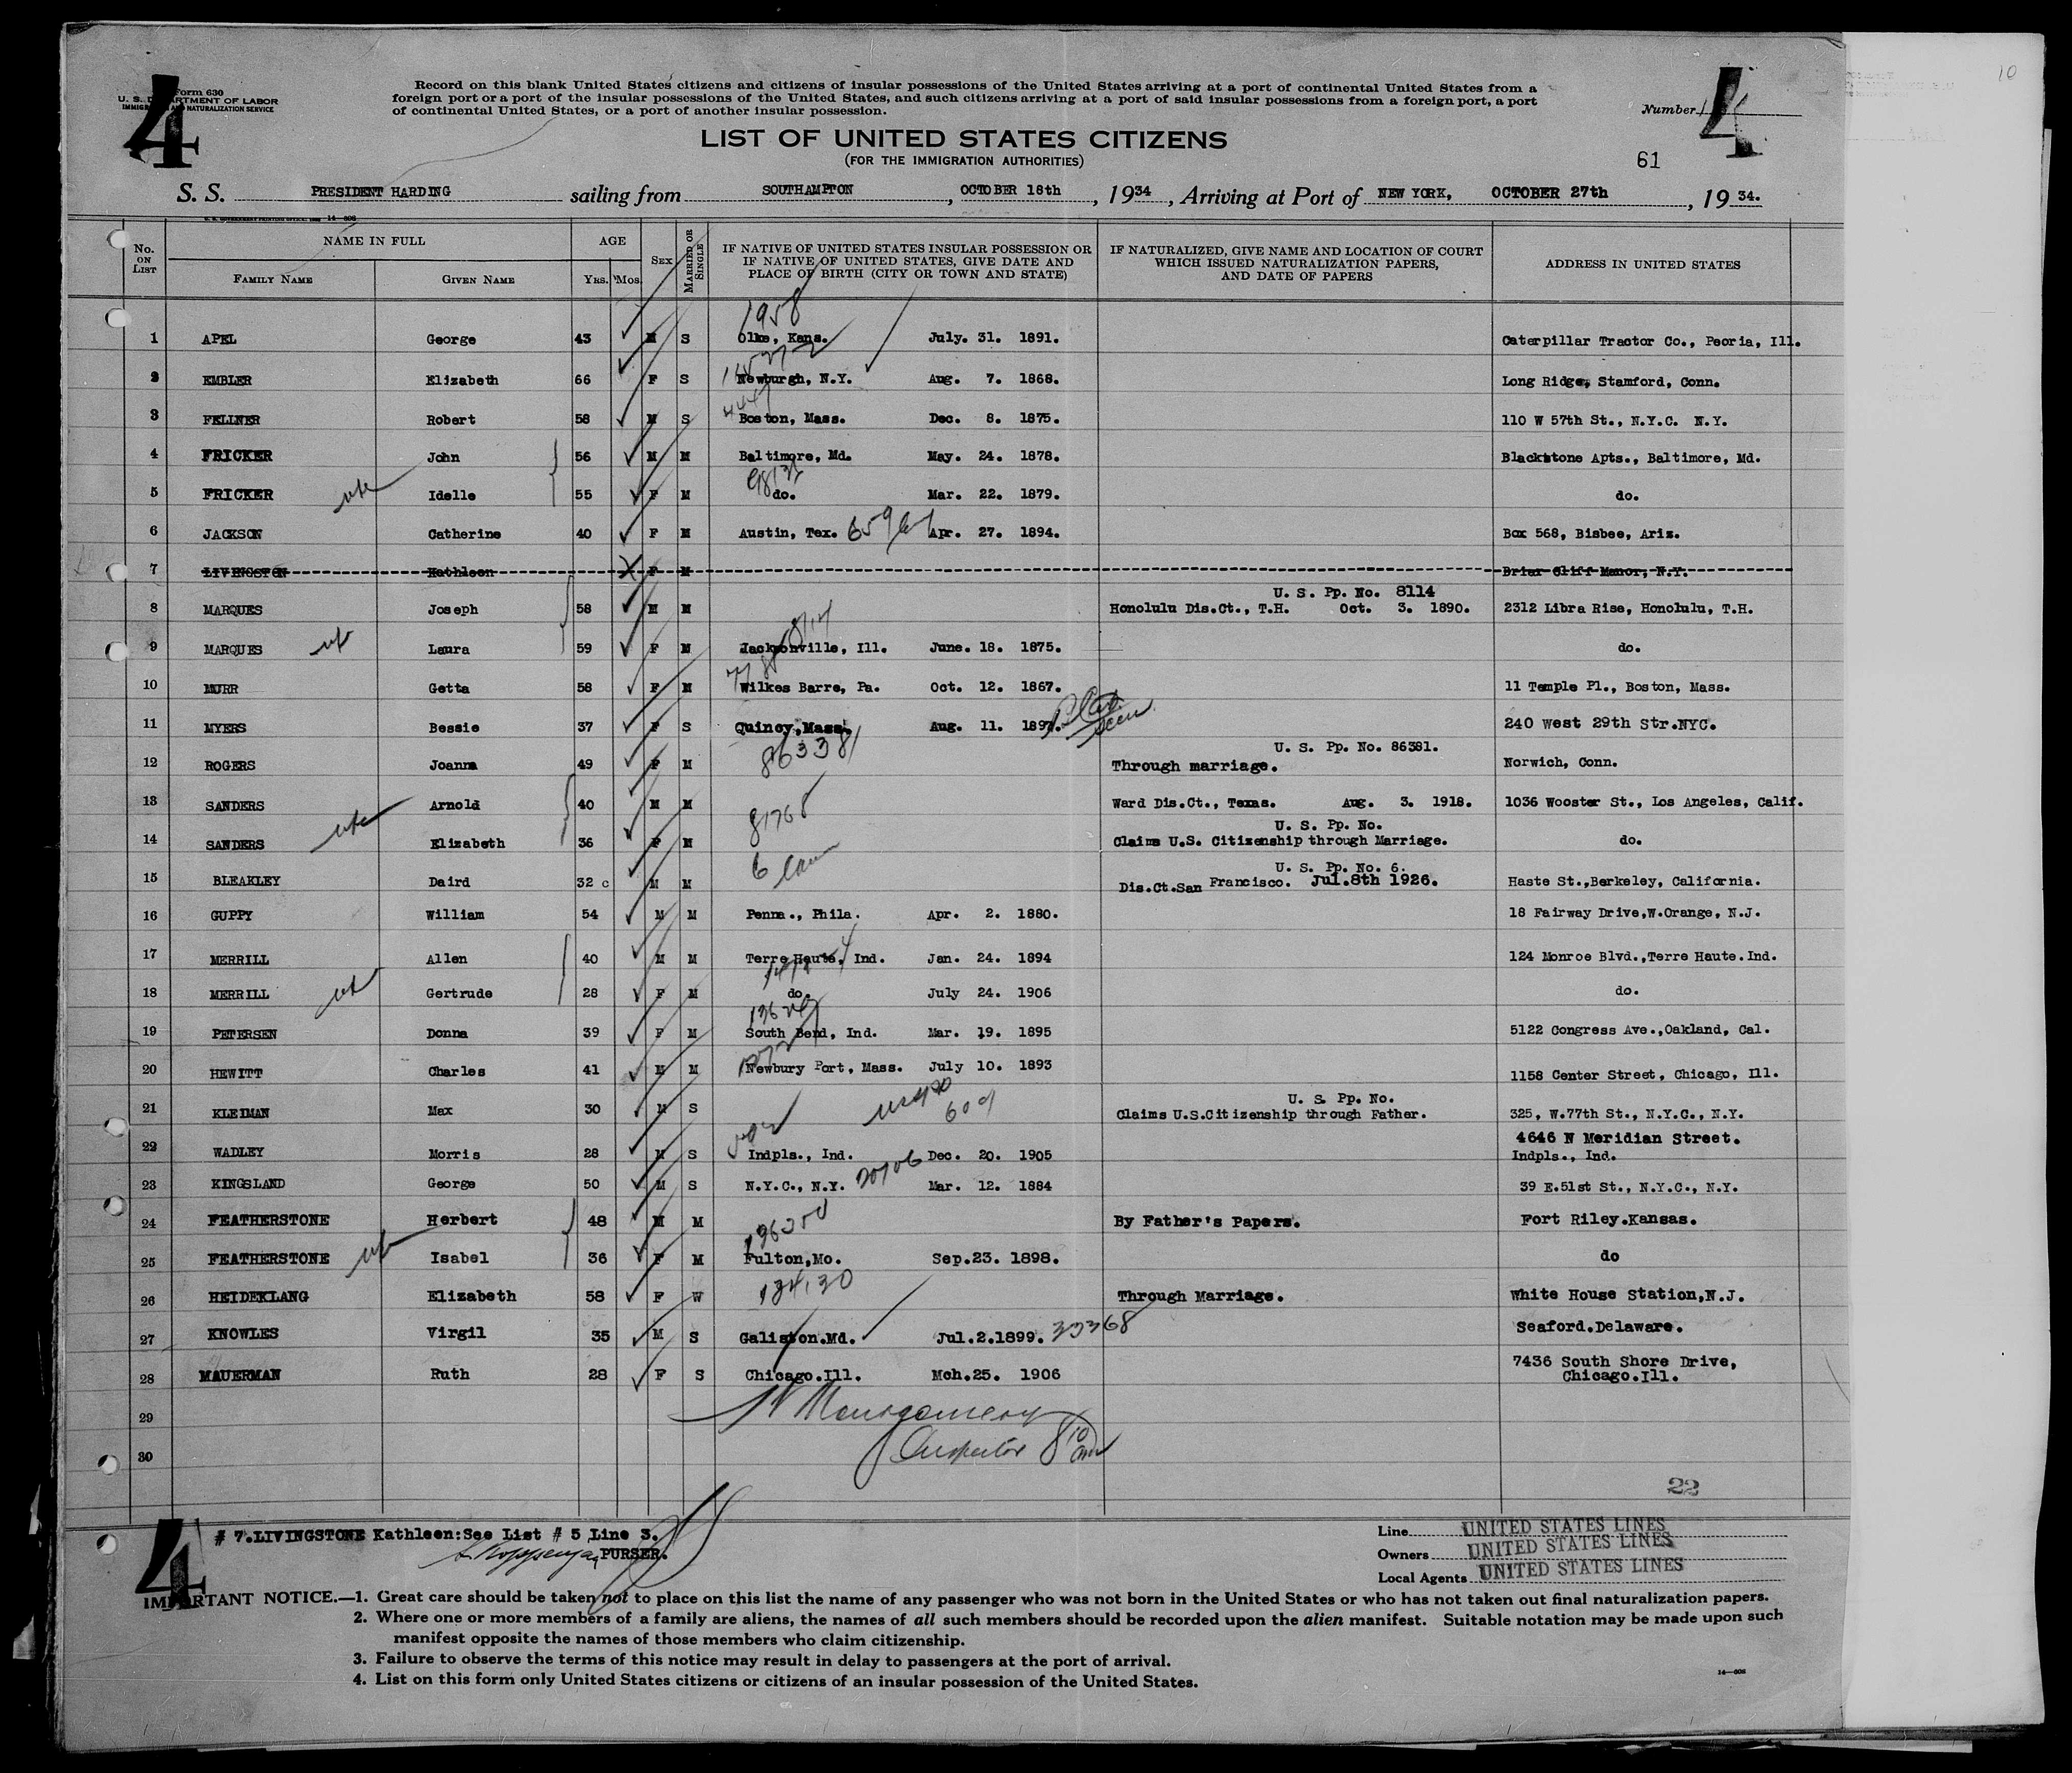 4
Form 630
U. S. DEPARTMENT OF LABOR
IMMIGRATION AND NATURALIZATION SERVICE
Record on this blank United States citizens and citizens of insular possessions of the United States arriving at a port of continental United States from a
foreign port or a port of the insular possessions of the United States, and such citizens arriving at a port of said insular possessions from a foreign port, a port
of continental United States, or a port of another insular possession.
Number
4
10
LIST OF UNITED STATES CITIZENS
(FOR THE IMMIGRATION AUTHORITIES)
61
S. S. PRESIDENT HARDING sailing from SOUTHAMPTON, OCTOBER 18th, 1934, Arriving at Port of NEW YORK, OCTOBER 27th, 1934.
No. ON LIST NAME IN FULL AGE SEX MARRIED OR SINGLE IF NATIVE OF UNITED STATES INSULAR POSSESSION OR IF NATIVE OF UNITED STATES, GIVE DATE AND PLACE OF BIRTH (CITY OR TOWN AND STATE) IF NATURALIZED, GIVE NAME AND LOCATION OF COURT WHICH ISSUED NATURALIZATION PAPERS, AND DATE OF PAPERS ADDRESS IN UNITED STATES
FAMILY NAME GIVEN NAME YRS. MOS.
1958
1 APEL George 43 M S Olke, Kans. July. 31. 1891. Caterpillar Tractor Co., Peoria, Ill.
2 EMBLER Elizabeth 66 F S Newburgh, N.Y. Aug. 7. 1868. Long Ridge, Stamford, Conn.
3 FELLNER Robert 58 M S Boston, Mass. Dec. 8. 1875. 110 W 57th St., N.Y.C. N.Y.
4 FRICKER John 56 M M Baltimore, Md. May. 24. 1878. Blackstone Apts., Baltimore, Md.
5 FRICKER Idelle 55 F M do. Mar. 22. 1879. do.
6 JACKSON Catherine 40 F M Austin, Tex. Apr. 27. 1894. Box 568, Bisbee, Ariz.
7 LIVINGSTON Kathleen F M Briar Cliff Manor, N.Y.
U. S. Pp. No. 8114
8 MARQUES Joseph 58 M M Honolulu Dis.Ct., T.H. Oct. 3. 1890. 2312 Libra Rise, Honolulu, T.H.
9 MARQUES Laura 59 F M Jacksonville, Ill. June. 18. 1875. do.
10 MURR Getta 58 F M Wilkes Barre, Pa. Oct. 12. 1867. 11 Temple Pl., Boston, Mass.
11 MYERS Bessie 37 F S Quincy,Mass. Aug. 11. 1897. seen 240 West 29th Str.NYC.
86381
U. S. Pp. No. 86381.
12 ROGERS Joanna 49 F M Through marriage. Norwich, Conn.
13 SANDERS Arnold 40 M M Ward Dis.Ct., Texas. Aug. 3. 1918. 1036 Wooster St., Los Angeles, Calif.
81768
U. S. Pp. No.
14 SANDERS Elizabeth 36 F M Claims U.S. Citizenship through Marriage. do.
U. S. Pp. No. 6.
15 BLEAKLEY Daird 32 c M M Dis.Ct.San Francisco. Jul.8th 1926. Haste St.,Berkeley, California.
16 GUPPY William 54 M M Penna., Phila. Apr. 2. 1880. 18 Fairway Drive,W.Orange, N.J.
17 MERRILL Allen 40 M M Terre Haute, Ind. Jan. 24. 1894 124 Monroe Blvd.,Terre Haute.Ind.
18 MERRILL Gertrude 28 F M do. July 24. 1906 do.
19 PETERSEN Donna 39 F M South Bend, Ind. Mar. 19. 1895 5122 Congress Ave.,Oakland, Cal.
20 HEWITT Charles 41 M M Newbury Port, Mass. July 10. 1893 1158 Center Street, Chicago, Ill.
U. S. Pp. No.
21 KLEIMAN Max 30 M S Claims U.S.Citizenship through Father. 325, W.77th St., N.Y.C., N.Y.
22 WADLEY Morris 28 M S Indpls., Ind. Dec. 20. 1905 4646 N Meridian Street.
Indpls., Ind.
23 KINGSLAND George 50 M S N.Y.C., N.Y. Mar. 12. 1884 39 E.51st St., N.Y.C., N.Y.
24 FEATHERSTONE Herbert 48 M M By Father's Papers. Fort Riley.Kansas.
25 FEATHERSTONE Isabel 36 F M Fulton,Mo. Sep.23. 1898. do
26 HEIDEKLANG Elizabeth 58 F W Through Marriage. White House Station,N.J.
27 KNOWLES Virgil 35 M S Galiston.Md. Jul.2.1899. Seaford.Delaware.
28 MAUERMAN Ruth 28 F S Chicago.Ill. Mch.25. 1906 7436 South Shore Drive,
Chicago.Ill.
29 Montgomery
30 Inspector
22
4
# 7.LIVINGSTONE Kathleen:See List # 5 Line 3.
PURSER.
Line UNITED STATES LINES
Owners UNITED STATES LINES
Local Agents UNITED STATES LINES
IMPORTANT NOTICE.—1. Great care should be taken not to place on this list the name of any passenger who was not born in the United States or who has not taken out final naturalization papers.
2. Where one or more members of a family are aliens, the names of all such members should be recorded upon the alien manifest. Suitable notation may be made upon such
manifest opposite the names of those members who claim citizenship.
3. Failure to observe the terms of this notice may result in delay to passengers at the port of arrival.
4. List on this form only United States citizens or citizens of an insular possession of the United States.